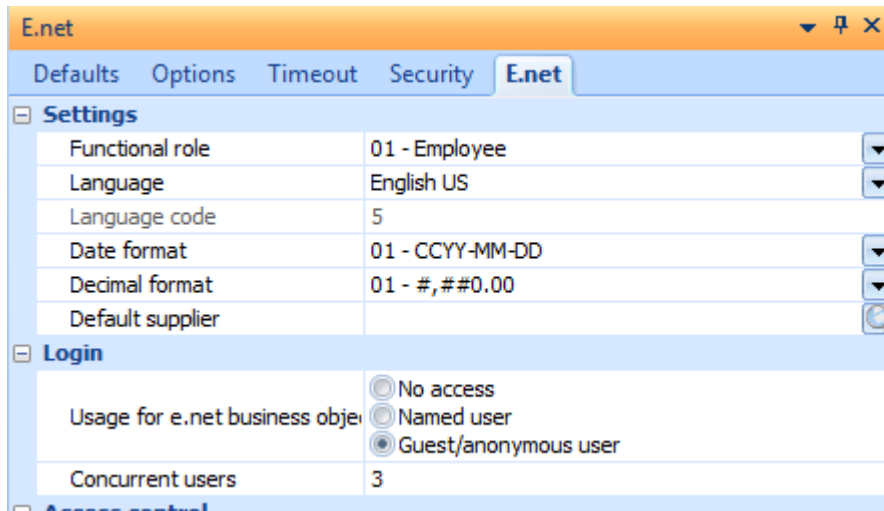 E.net
Defaults Options Timeout Security E.net
Settings
Functional role 01 - Employee
Language English US
Language code 5
Date format 01 - CCYY-MM-DD
Decimal format 01 - #,##0.00
Default supplier
Login
No access
Usage for e.net business obje Named user
Guest/anonymous user
Concurrent users 3
Access control